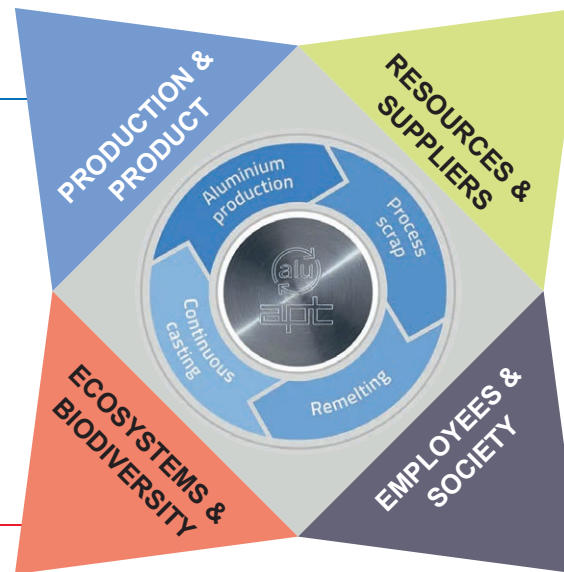 PRODUCTION &
PRODUCT
RESOURCES &
SUPPLIERS
Aluminium
production
Process
scrap
alu
alpt
Continuous
casting
Remelting
ECOSYSTEMS &
BIODIVERSITY
EMPLOYEES &
SOCIETY